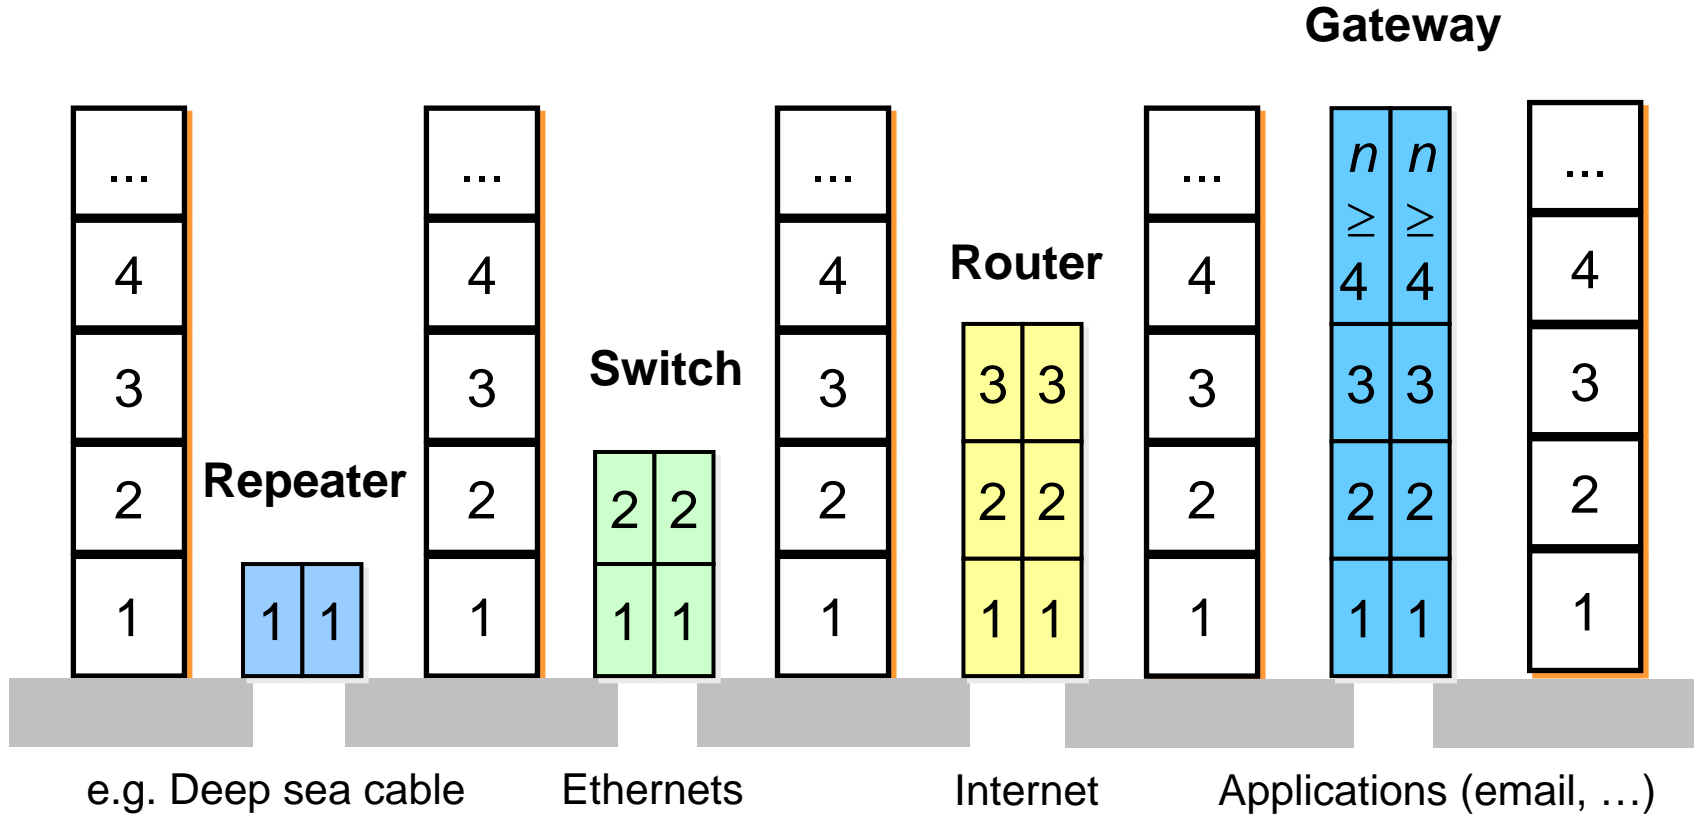 Gateway
... ... ... ... n n ...
≥ ≥
4 4 4 Router 4 4 4 4
3 Switch 3 3 3 3 3 3 3 3
Repeater
2 2 2 2 2 2 2 2 2 2 2
1 1 1 1 1 1 1 1 1 1 1 1 1
e.g. Deep sea cable Ethernets Internet Applications (email, ...)